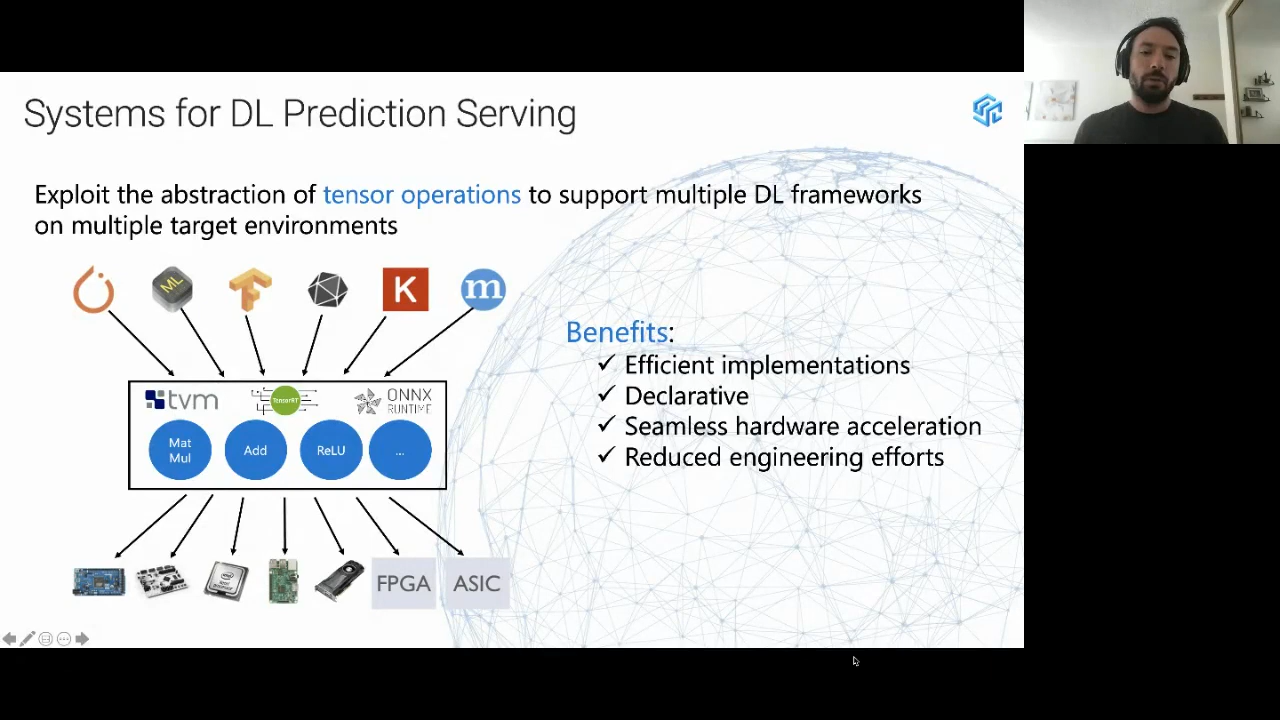 Systems for DL Prediction Serving
Exploit the abstraction of tensor operations to support multiple DL frameworks
on multiple target environments
ML
K
m
tvm
TensorRT
ONNX
RUNTIME
Mat
Mul
Add
ReLU
...
FPGA
ASIC
Benefits:
✓ Efficient implementations
✓ Declarative
✓ Seamless hardware acceleration
✓ Reduced engineering efforts